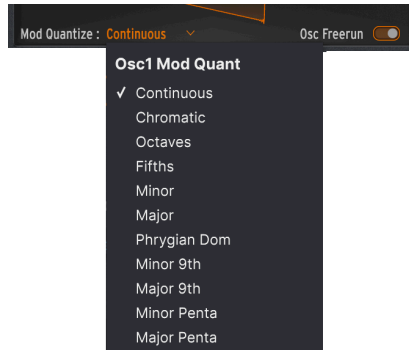 Mod Quantize : Continuous Osc Freerun
Osc1 Mod Quant
✓ Continuous
Chromatic
Octaves
Fifths
Minor
Major
Phrygian Dom
Minor 9th
Major 9th
Minor Penta
Major Penta